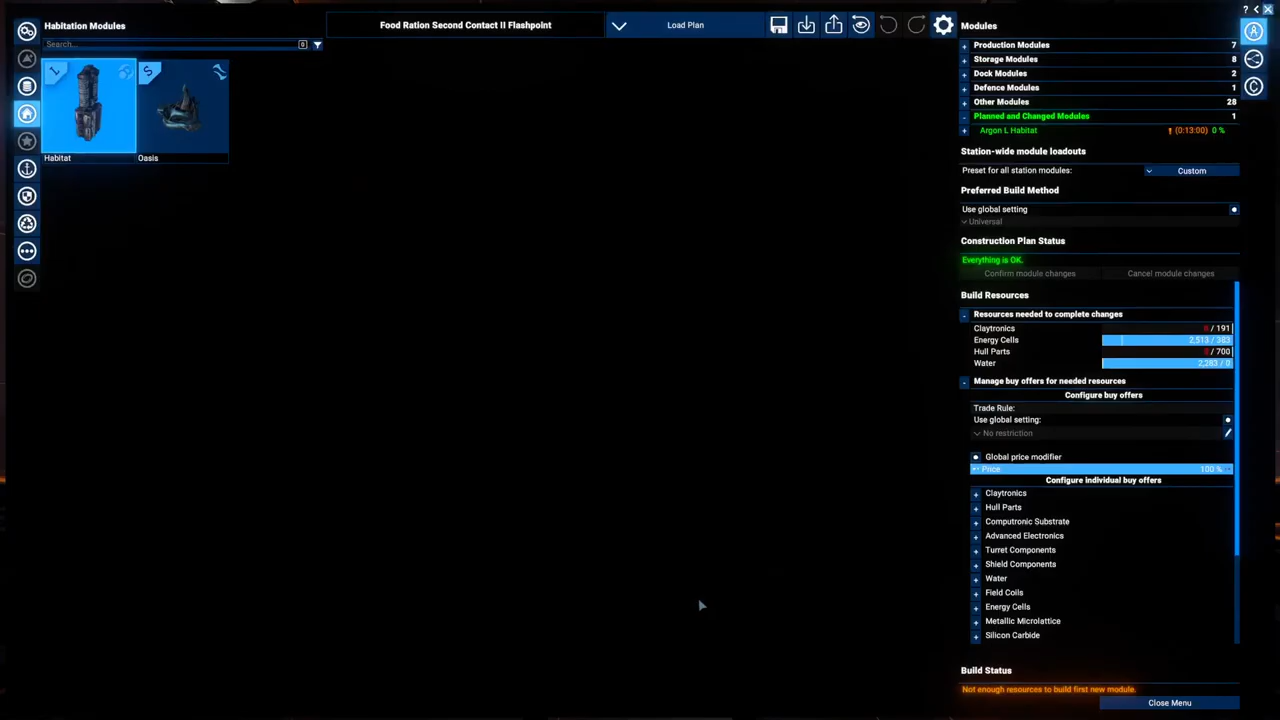 Habitation Modules
Search...
0
L
Habitat
S
Oasis
Food Ration Second Contact II Flashpoint
Load Plan
? < X
Modules
+ Production Modules 7
+ Storage Modules 8
+ Dock Modules 2
+ Defence Modules 1
+ Other Modules 28
- Planned and Changed Modules 1
+ Argon L Habitat (0:13:00) 0 %
Station-wide module loadouts
Preset for all station modules: Custom
Preferred Build Method
Use global setting
Universal
Construction Plan Status
Everything is OK.
Confirm module changes Cancel module changes
Build Resources
- Resources needed to complete changes
Claytronics / 191
Energy Cells 2,513 / 383
Hull Parts / 700
Water 2,283 / 0
- Manage buy offers for needed resources
Configure buy offers
Trade Rule:
Use global setting:
No restriction
Global price modifier
Price 100 %
Configure individual buy offers
+ Claytronics
+ Hull Parts
+ Computronic Substrate
+ Advanced Electronics
+ Turret Components
+ Shield Components
+ Water
+ Field Coils
+ Energy Cells
+ Metallic Microlattice
+ Silicon Carbide
Build Status
Not enough resources to build first new module.
Close Menu